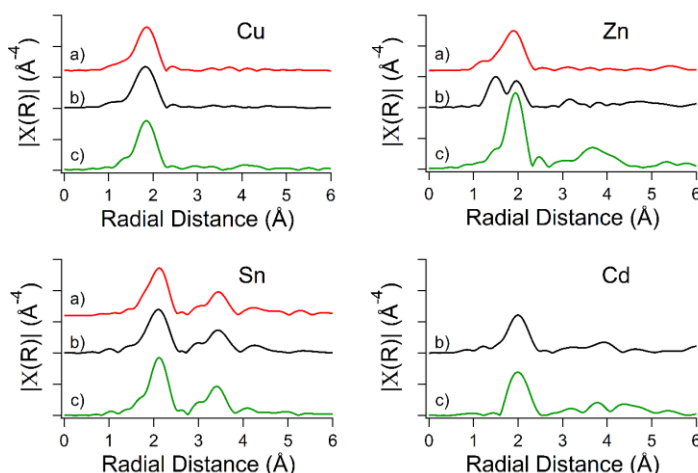 Cu
a)
b)
c)
|X(R)| (Å⁻⁴)
0 1 2 3 4 5 6
Radial Distance (Å)
Zn
a)
b)
c)
|X(R)| (Å⁻⁴)
0 1 2 3 4 5 6
Radial Distance (Å)
Sn
a)
b)
c)
|X(R)| (Å⁻⁴)
0 1 2 3 4 5 6
Radial Distance (Å)
Cd
b)
c)
|X(R)| (Å⁻⁴)
0 1 2 3 4 5 6
Radial Distance (Å)